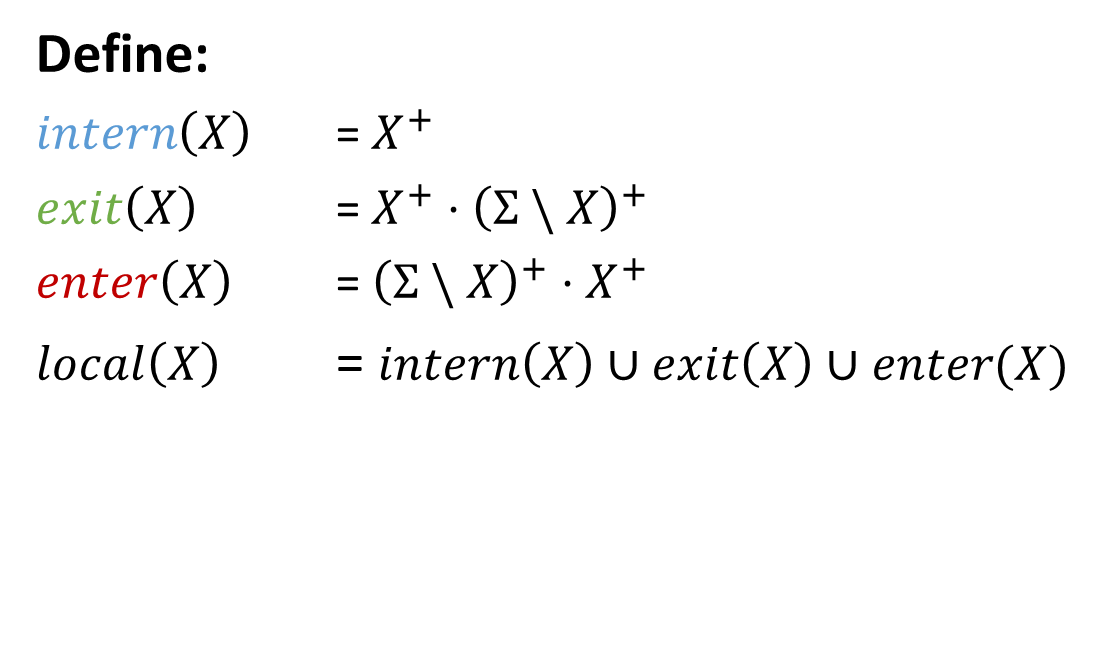 Define:
intern(X) = X⁺
exit(X) = X⁺ · (Σ \ X)⁺
enter(X) = (Σ \ X)⁺ · X⁺
local(X) = intern(X) ∪ exit(X) ∪ enter(X)